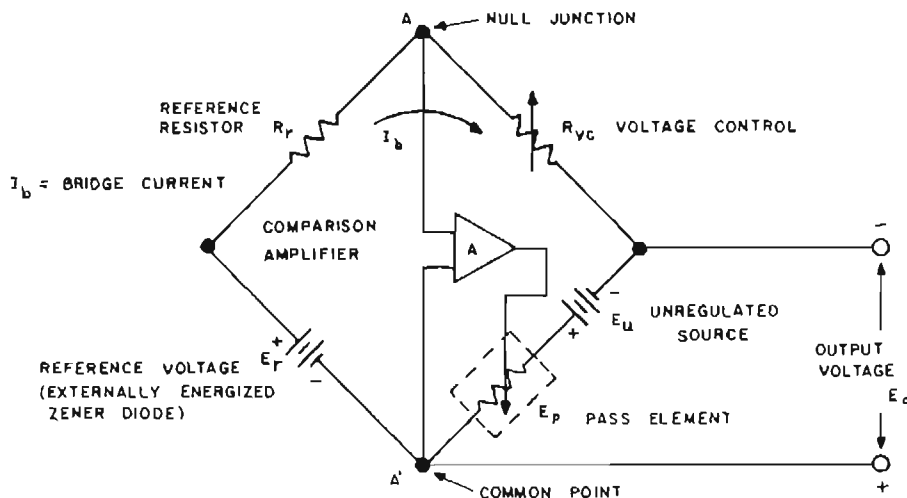 A
NULL JUNCTION
REFERENCE
RESISTOR Rr
Ib
Rvc VOLTAGE CONTROL
Ib = BRIDGE CURRENT
COMPARISON
AMPLIFIER
A
-
-
Eu UNREGULATED
SOURCE
+
+
Er
-
REFERENCE VOLTAGE
(EXTERNALLY ENERGIZED
ZENER DIODE)
OUTPUT
VOLTAGE
Eo
Ep PASS ELEMENT
A'
COMMON POINT
+